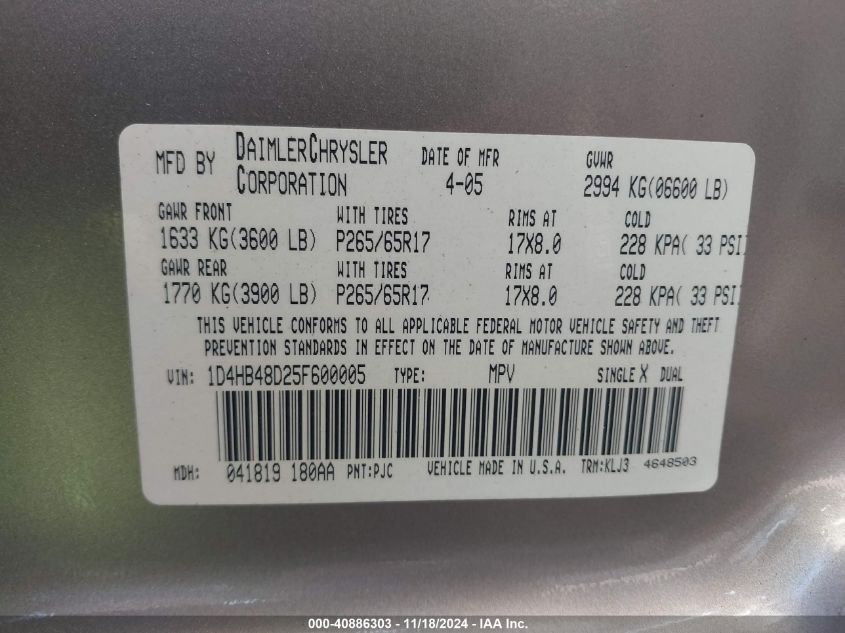 MFD BY DAIMLERCHRYSLER CORPORATION DATE OF MFR 4-05 GVWR 2994 KG(06600 LB)
GAWR FRONT WITH TIRES RIMS AT COLD
1633 KG(3600 LB) P265/65R17 17X8.0 228 KPA( 33 PSI)
GAWR REAR WITH TIRES RIMS AT COLD
1770 KG(3900 LB) P265/65R17 17X8.0 228 KPA( 33 PSI)
THIS VEHICLE CONFORMS TO ALL APPLICABLE FEDERAL MOTOR VEHICLE SAFETY AND THEFT
PREVENTION STANDARDS IN EFFECT ON THE DATE OF MANUFACTURE SHOWN ABOVE.
VIN: 1D4HB48D25F600005 TYPE: MPV SINGLE X DUAL
MDH: 041819 180AA PNT:PJC VEHICLE MADE IN U.S.A. TRM:KLJ3 4648503
000-40886303 - 11/18/2024 - IAA Inc.